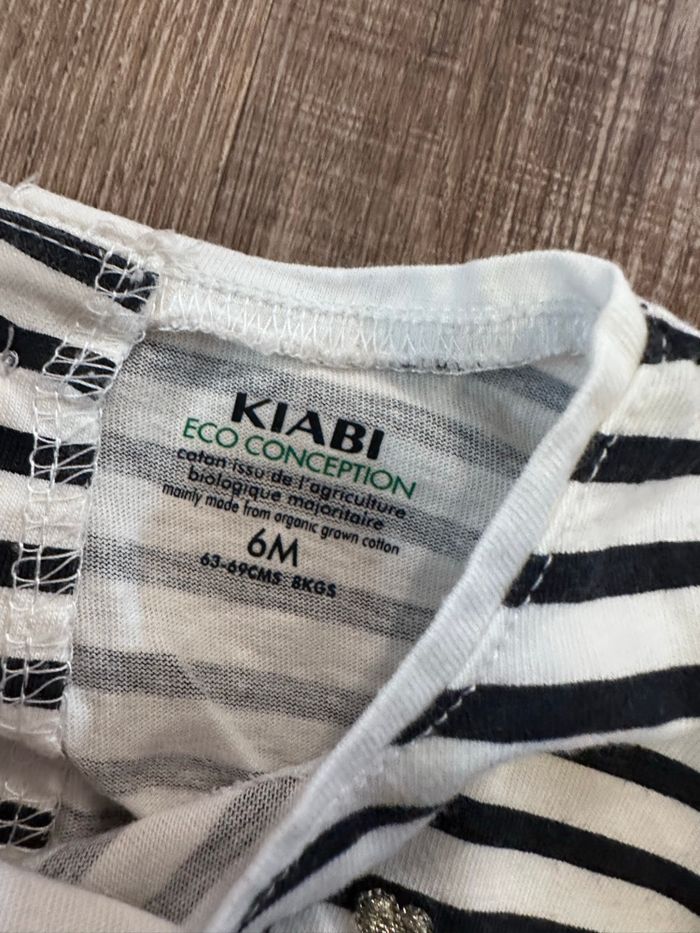 KIABI
ECO CONCEPTION
coton issu de l'agriculture
biologique majoritaire
mainly made from organic grown cotton
6M
63-69CMS 8KGS